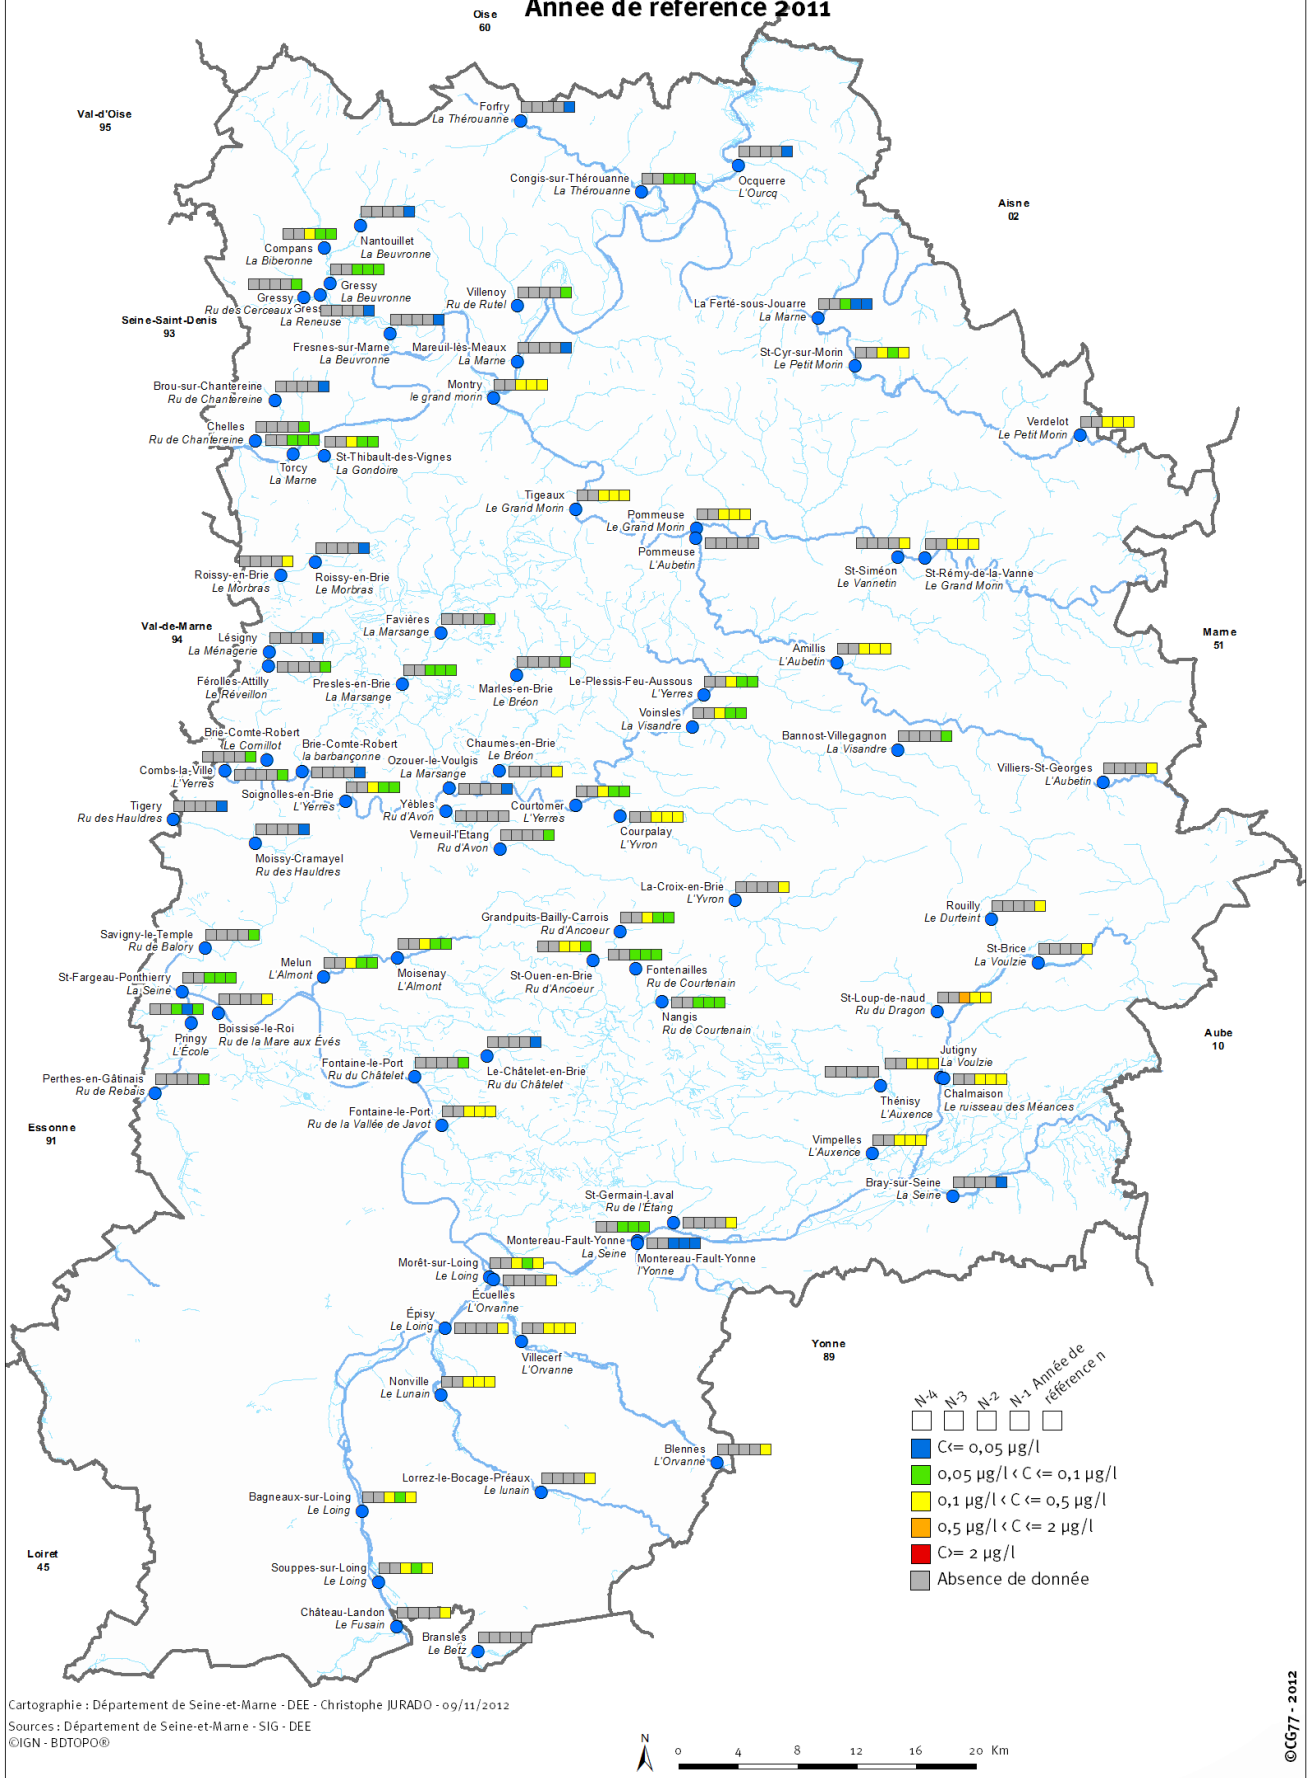 Année de référence 2011
Oise
60
Val-d'Oise
95
Forfry
La Thérouanne
Congis-sur-Thérouanne
La Thérouanne
Ocquerre
L'Ourcq
Aisne
02
Nantouillet
La Beuvronne
Compans
La Biberonne
Gressy
La Beuvronne
Gressy
Ru des Cerceaux
Gress
La Reneuse
Villenoy
Ru de Rutel
La Ferté-sous-Jouarre
La Marne
Seine-Saint-Denis
93
Fresnes-sur-Marne
La Beuvronne
Mareuil-lès-Meaux
La Marne
St-Cyr-sur-Morin
Le Petit Morin
Brou-sur-Chantereine
Ru de Chantereine
Montry
le grand morin
Chelles
Ru de Chantereine
Verdelot
Le Petit Morin
St-Thibault-des-Vignes
La Gondoire
Torcy
La Marne
Tigeaux
Le Grand Morin
Pommeuse
Le Grand Morin
Pommeuse
L'Aubetin
St-Siméon
Le Vannetin
St-Rémy-de-la-Vanne
Le Grand Morin
Roissy-en-Brie
Le Morbras
Roissy-en-Brie
Le Morbras
Val-de-Marne
94
Favières
La Marsange
Lésigny
La Ménagerie
Marne
51
Amillis
L'Aubetin
Férolles-Attilly
Le Réveillon
Presles-en-Brie
La Marsange
Marles-en-Brie
Le Bréon
Le-Plessis-Feu-Aussous
L'Yerres
Voinsles
La Visandre
Bannost-Villegagnon
La Visandre
Brie-Comte-Robert
Le Cornillot
Brie-Comte-Robert
la barbançonne
Chaumes-en-Brie
Le Bréon
Ozouer-le-Voulgis
La Marsange
Combs-la-Ville
L'Yerres
Villiers-St-Georges
L'Aubetin
Soignolles-en-Brie
L'Yerres
Yèbles
Ru d'Avon
Courtomer
L'Yerres
Tigery
Ru des Hauldres
Courpalay
L'Yvron
Verneuil-l'Etang
Ru d'Avon
Moissy-Cramayel
Ru des Hauldres
La-Croix-en-Brie
L'Yvron
Rouilly
Le Durteint
Grandpuits-Bailly-Carrois
Ru d'Ancoeur
Savigny-le-Temple
Ru de Balory
St-Brice
La Voulzie
Melun
L'Almont
Moisenay
L'Almont
St-Ouen-en-Brie
Ru d'Ancoeur
Fontenailles
Ru de Courtenain
St-Fargeau-Ponthierry
La Seine
St-Loup-de-naud
Ru du Dragon
Nangis
Ru de Courtenain
Boissise-le-Roi
Ru de la Mare aux Évés
Pringy
L'École
Aube
10
Jutigny
La Voulzie
Fontaine-le-Port
Ru du Châtelet
Le-Châtelet-en-Brie
Ru du Châtelet
Perthes-en-Gâtinais
Ru de Rebais
Thénisy
L'Auxence
Chalmaison
Le ruisseau des Méances
Fontaine-le-Port
Ru de la Vallée de Javot
Essonne
91
Vimpelles
L'Auxence
Bray-sur-Seine
La Seine
St-Germain-Laval
Ru de l'Étang
Montereau-Fault-Yonne
La Seine
Montereau-Fault-Yonne
l'Yonne
Morêt-sur-Loing
Le Loing
Écuelles
L'Orvanne
Épisy
Le Loing
Villecerf
L'Orvanne
Yonne
89
Nonville
Le Lunain
N-4
N-3
N-2
N-1
Année de
référence n
C<= 0,05 µg/l
0,05 µg/l < C <= 0,1 µg/l
0,1 µg/l < C <= 0,5 µg/l
0,5 µg/l < C <= 2 µg/l
C>= 2 µg/l
Absence de donnée
Blennes
L'Orvanne
Lorrez-le-Bocage-Préaux
Le lunain
Bagneaux-sur-Loing
Le Loing
Loiret
45
Souppes-sur-Loing
Le Loing
Château-Landon
Le Fusain
Bransles
Le Betz
Cartographie : Département de Seine-et-Marne - DEE - Christophe JURADO - 09/11/2012
Sources : Département de Seine-et-Marne - SIG - DEE
©IGN - BDTOPO®
N
0 4 8 12 16 20 Km
©CG77 - 2012